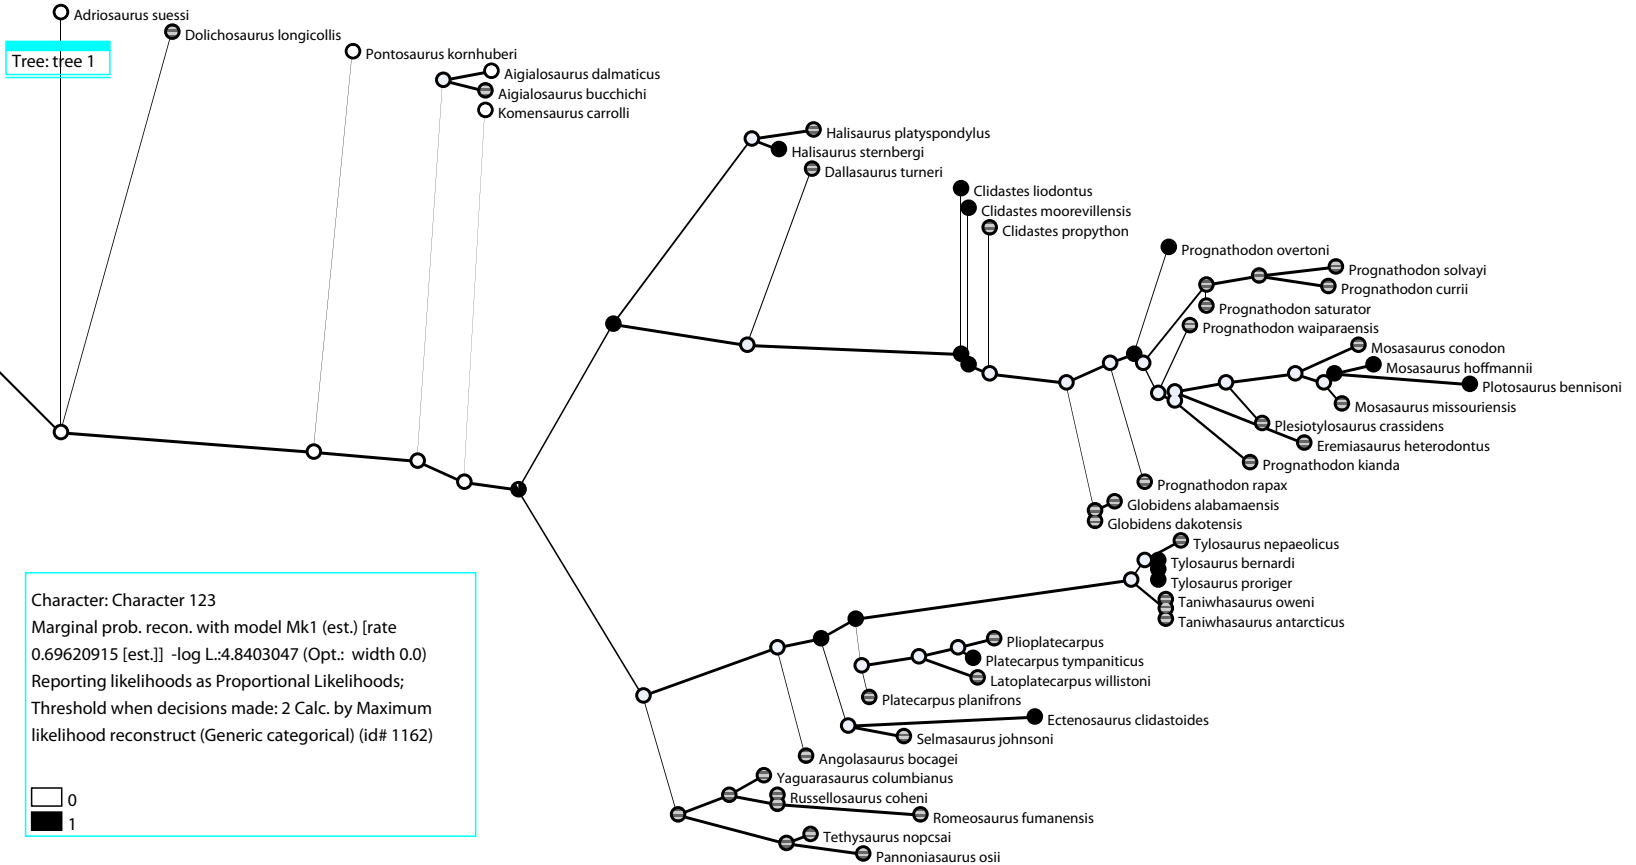 Adriosaurus suessi
Dolichosaurus longicollis
Tree: tree 1
Pontosaurus kornhuberi
Aigialosaurus dalmaticus
Aigialosaurus bucchichi
Komensaurus carrolli
Halisaurus platyspondylus
Halisaurus sternbergi
Dallasaurus turneri
Clidastes liodontus
Clidastes moorevillensis
Clidastes propython
Prognathodon overtoni
Prognathodon solvayi
Prognathodon currii
Prognathodon saturator
Prognathodon waiparaensis
Mosasaurus conodon
Mosasaurus hoffmannii
Plotosaurus bennisoni
Mosasaurus missouriensis
Plesiotylosaurus crassidens
Eremiasaurus heterodontus
Prognathodon kianda
Prognathodon rapax
Globidens alabamaensis
Globidens dakotensis
Tylosaurus nepaeolicus
Tylosaurus bernardi
Tylosaurus proriger
Taniwhasaurus oweni
Taniwhasaurus antarcticus
Plioplatecarpus
Platecarpus tympaniticus
Latoplatecarpus willistoni
Platecarpus planifrons
Ectenosaurus clidastoides
Selmasaurus johnsoni
Angolasaurus bocagei
Yaguarasaurus columbianus
Russellosaurus coheni
Romeosaurus fumanensis
Tethysaurus nopcsai
Pannoniasaurus osii
Character: Character 123
Marginal prob. recon. with model Mk1 (est.) [rate
0.69620915 [est.]] -log L.:4.8403047 (Opt.: width 0.0)
Reporting likelihoods as Proportional Likelihoods;
Threshold when decisions made: 2 Calc. by Maximum
likelihood reconstruct (Generic categorical) (id# 1162)
0
1